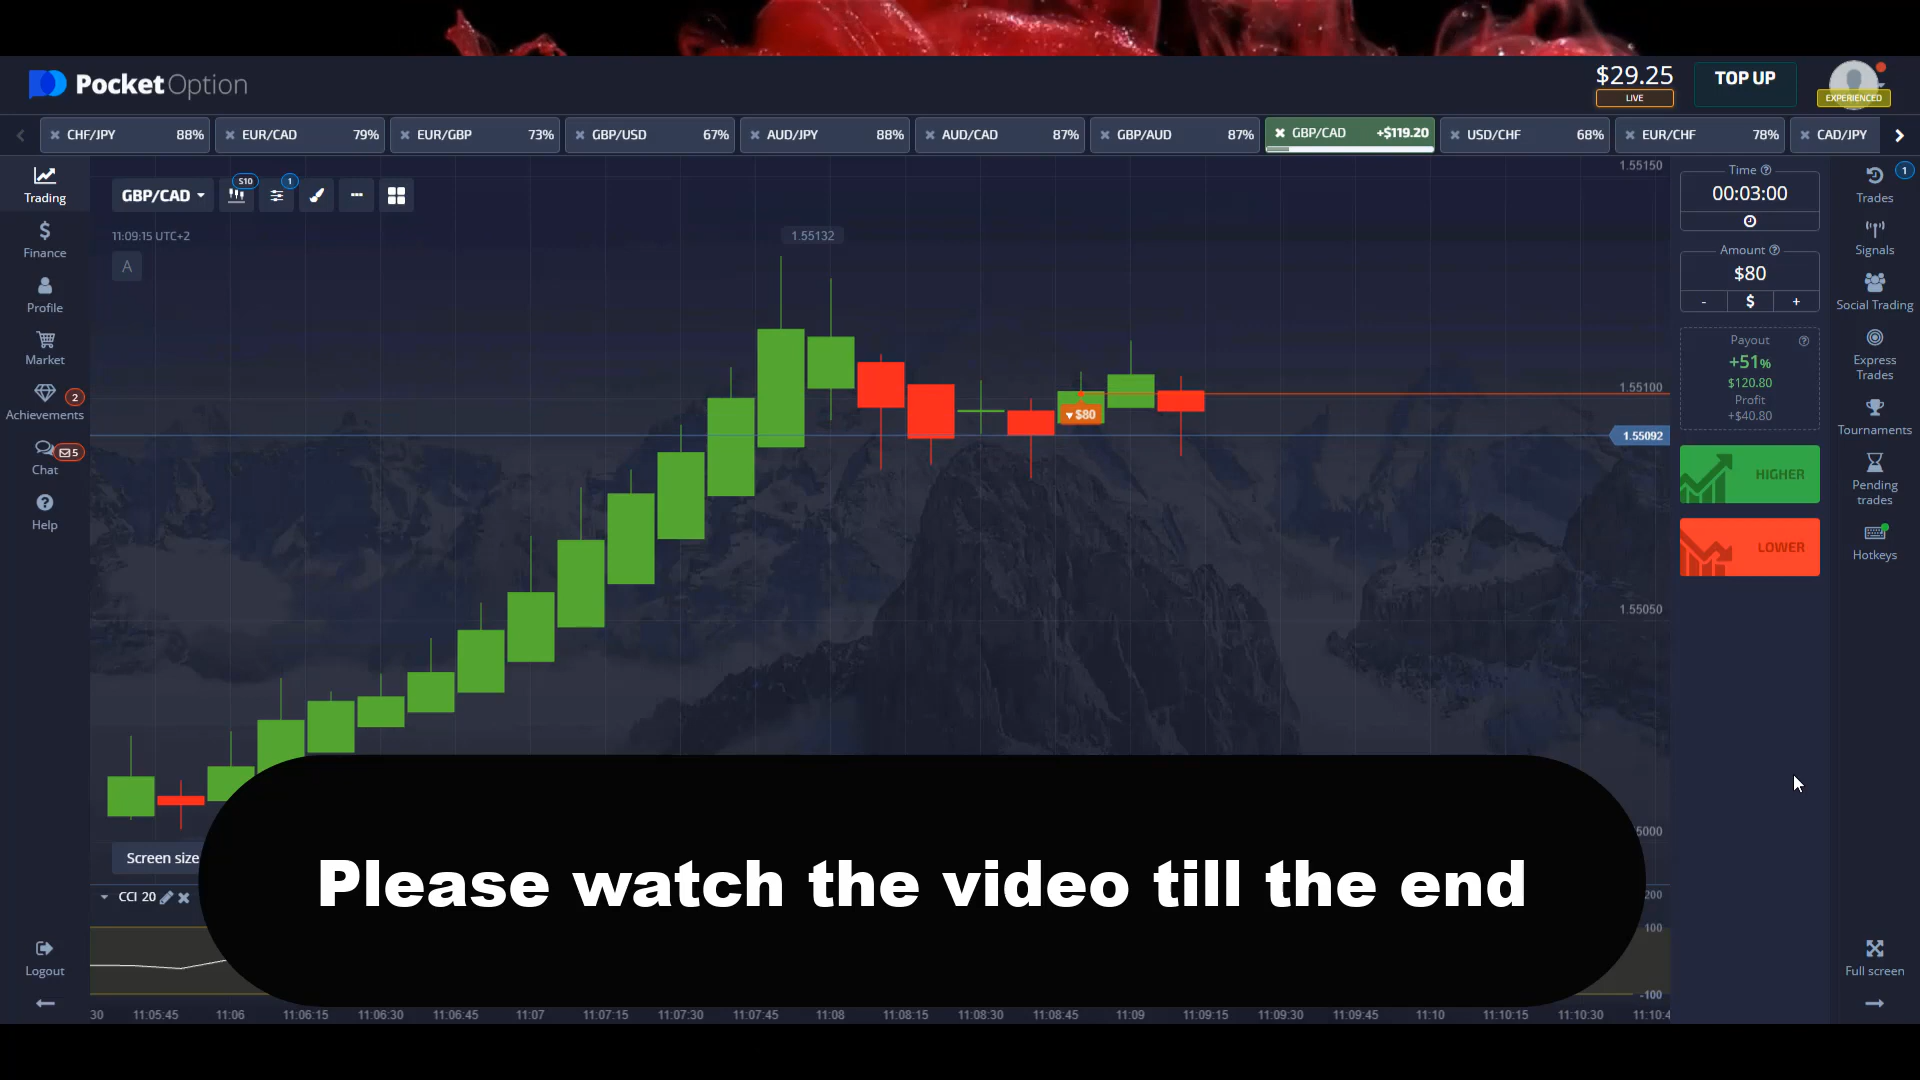 PocketOption
$29.25
LIVE
TOP UP
EXPERIENCED
CHF/JPY 88%
EUR/CAD 79%
EUR/GBP 73%
GBP/USD 67%
AUD/JPY 88%
AUD/CAD 87%
GBP/AUD 87%
GBP/CAD +$119.20
USD/CHF 68%
EUR/CHF 78%
CAD/JPY
Trading
Finance
Profile
Market
Achievements
2
Chat
5
Help
Logout
GBP/CAD
S10
1
11:09:15 UTC+2
A
1.55132
$80
1.55150
1.55100
1.55092
1.55050
5000
Time
00:03:00
Amount
$80
- $ +
Payout
+51%
$120.80
Profit
+$40.80
HIGHER
LOWER
Trades
1
Signals
Social Trading
Express
Trades
Tournaments
Pending
trades
Hotkeys
Full screen
Screen size
Please watch the video till the end
CCI 20
200
100
-100
30 11:05:45 11:06 11:06:15 11:06:30 11:06:45 11:07 11:07:15 11:07:30 11:07:45 11:08 11:08:15 11:08:30 11:08:45 11:09 11:09:15 11:09:30 11:09:45 11:10 11:10:15 11:10:30 11:10:4